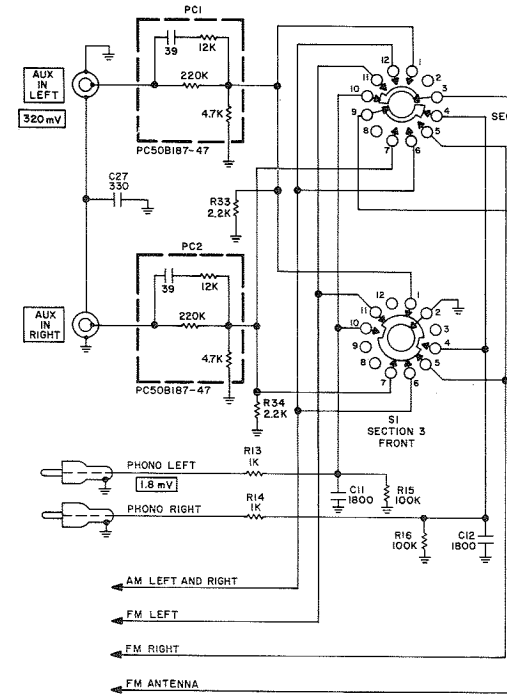 PC1
39
12K
220K
4.7K
PC50B187-47
AUX
IN
LEFT
320 mV
C27
330
R33
2.2K
12
1
11
2
10
3
9
4
8
5
7
6
SEC
PC2
39
12K
220K
4.7K
PC50B187-47
AUX
IN
RIGHT
R34
2.2K
12
1
11
2
10
3
9
4
8
5
7
6
S1
SECTION 3
FRONT
PHONO LEFT
1.8 mV
R13
1K
C11
1800
R15
100K
PHONO RIGHT
R14
1K
R16
100K
C12
1800
AM LEFT AND RIGHT
FM LEFT
FM RIGHT
FM ANTENNA